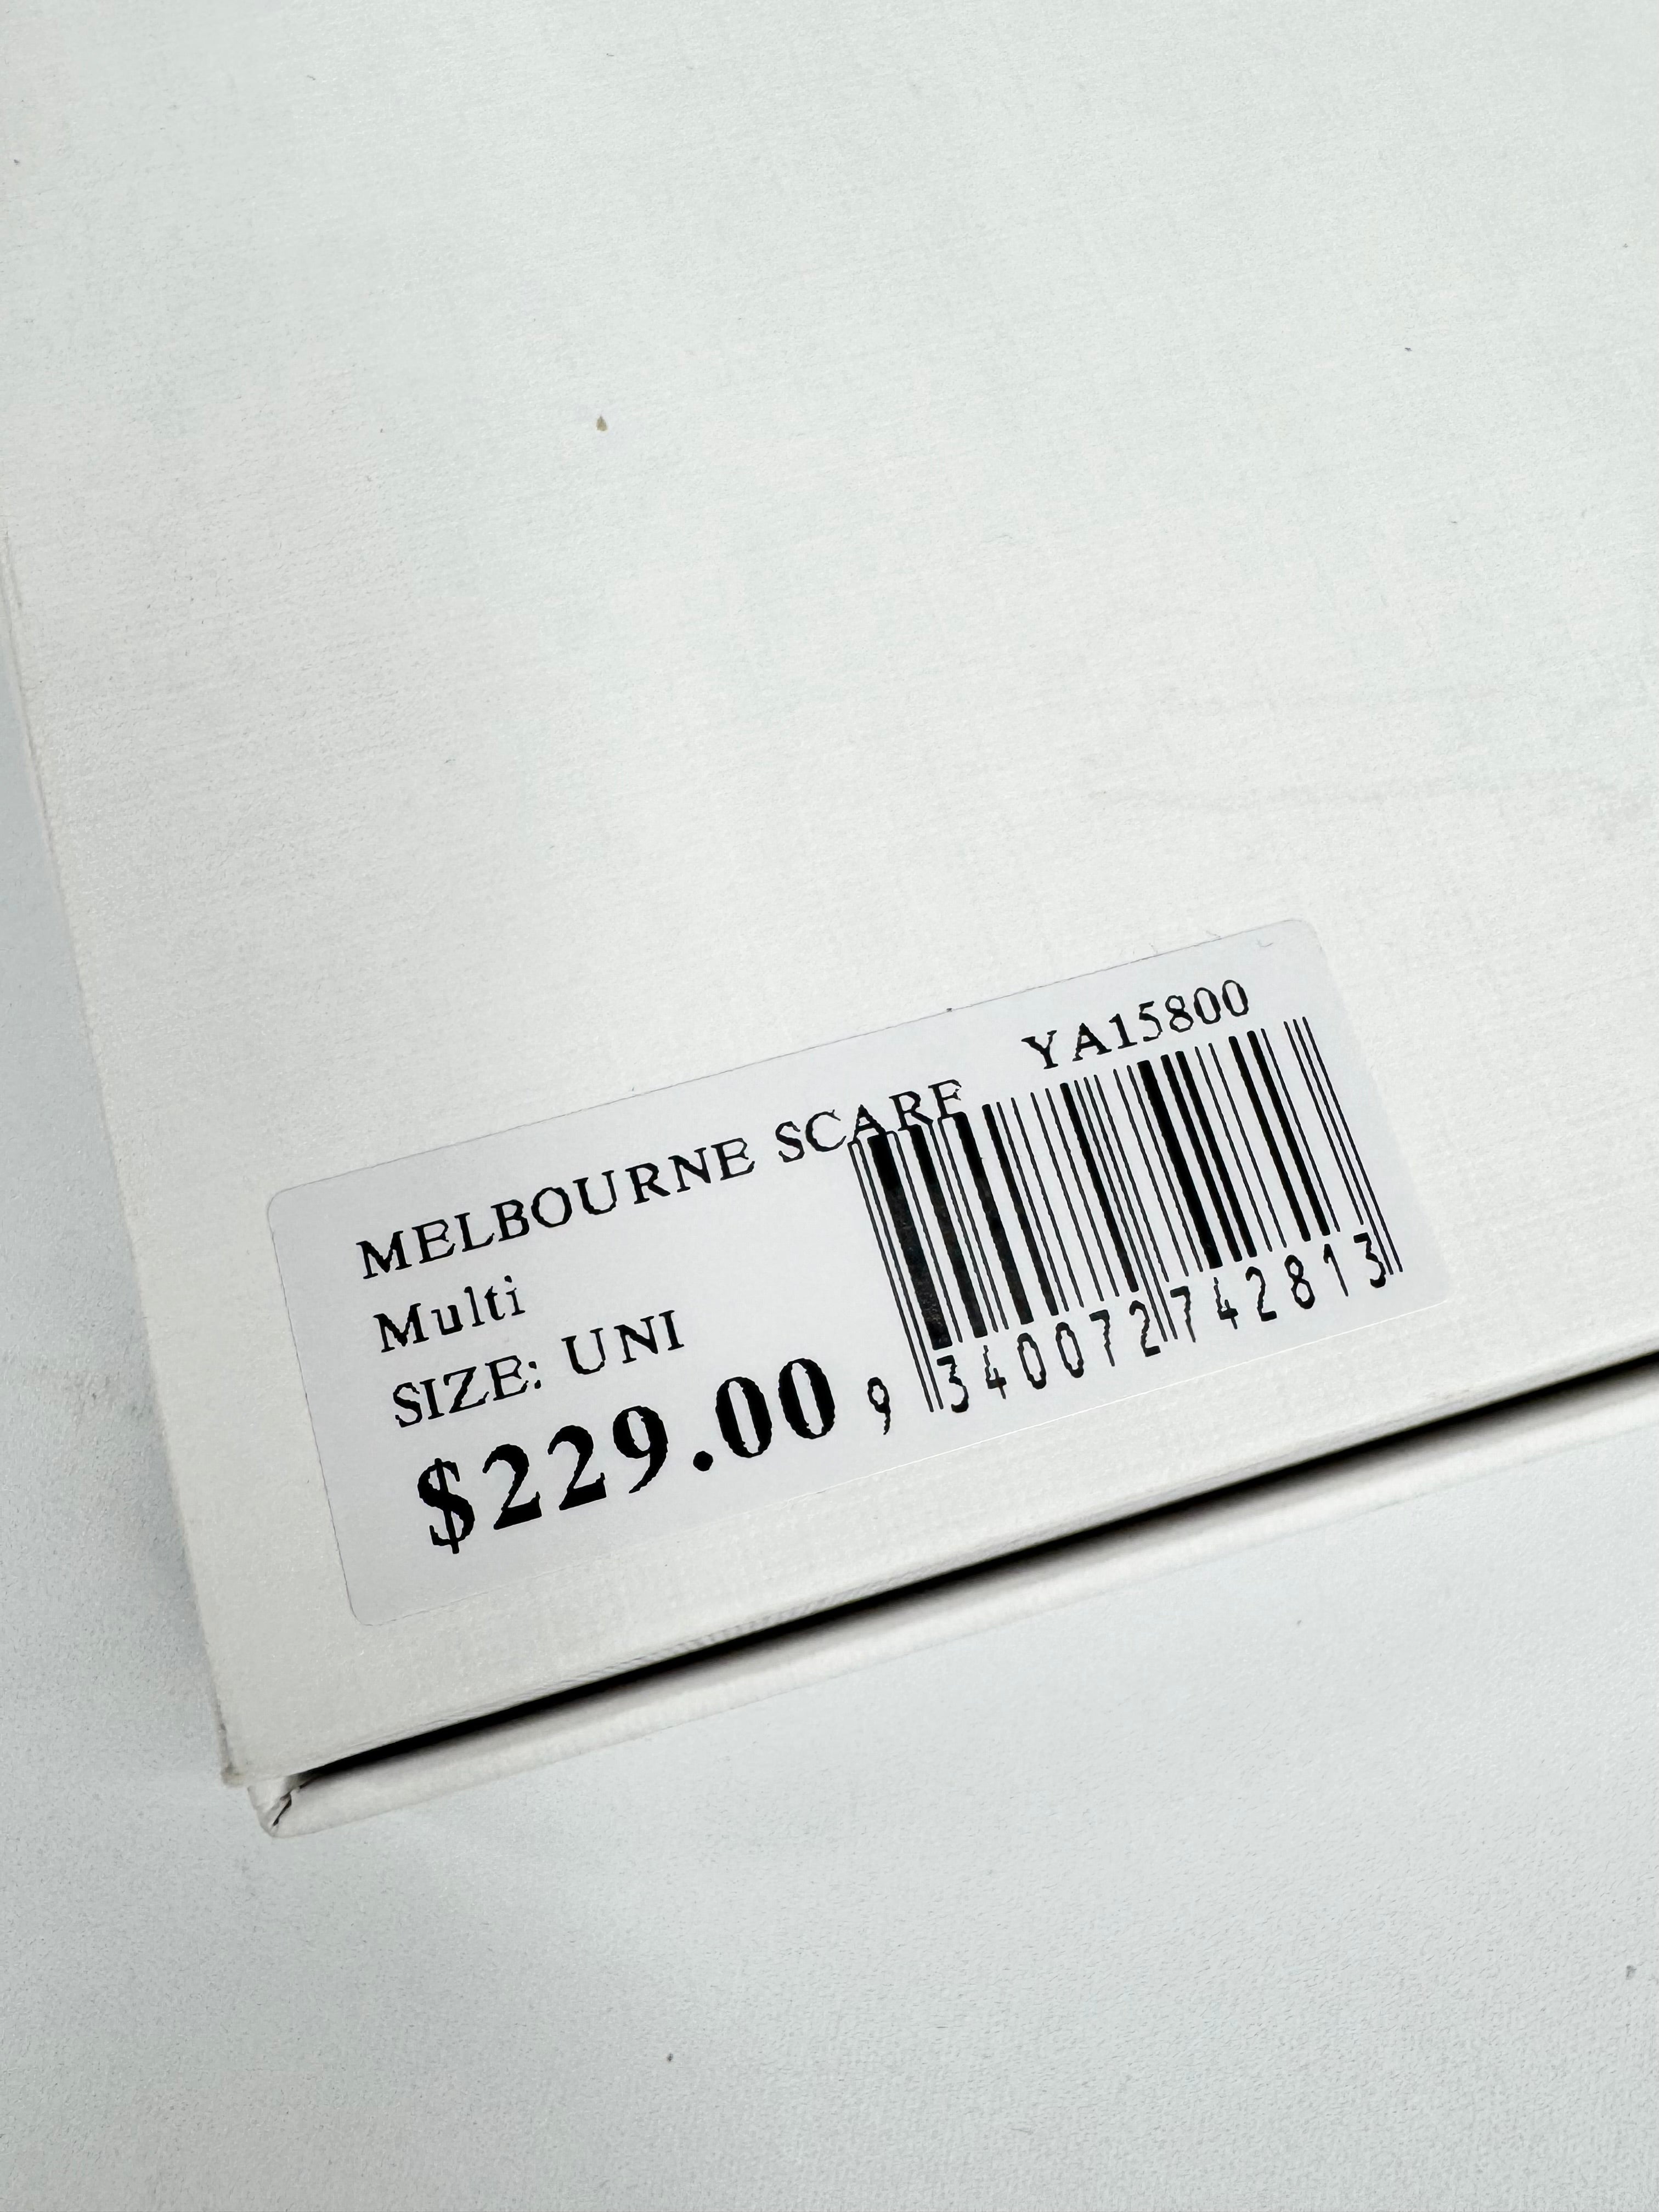 MELBOURNE SCARF
YA15800
Multi
SIZE: UNI
$229.00
9 340072 742813